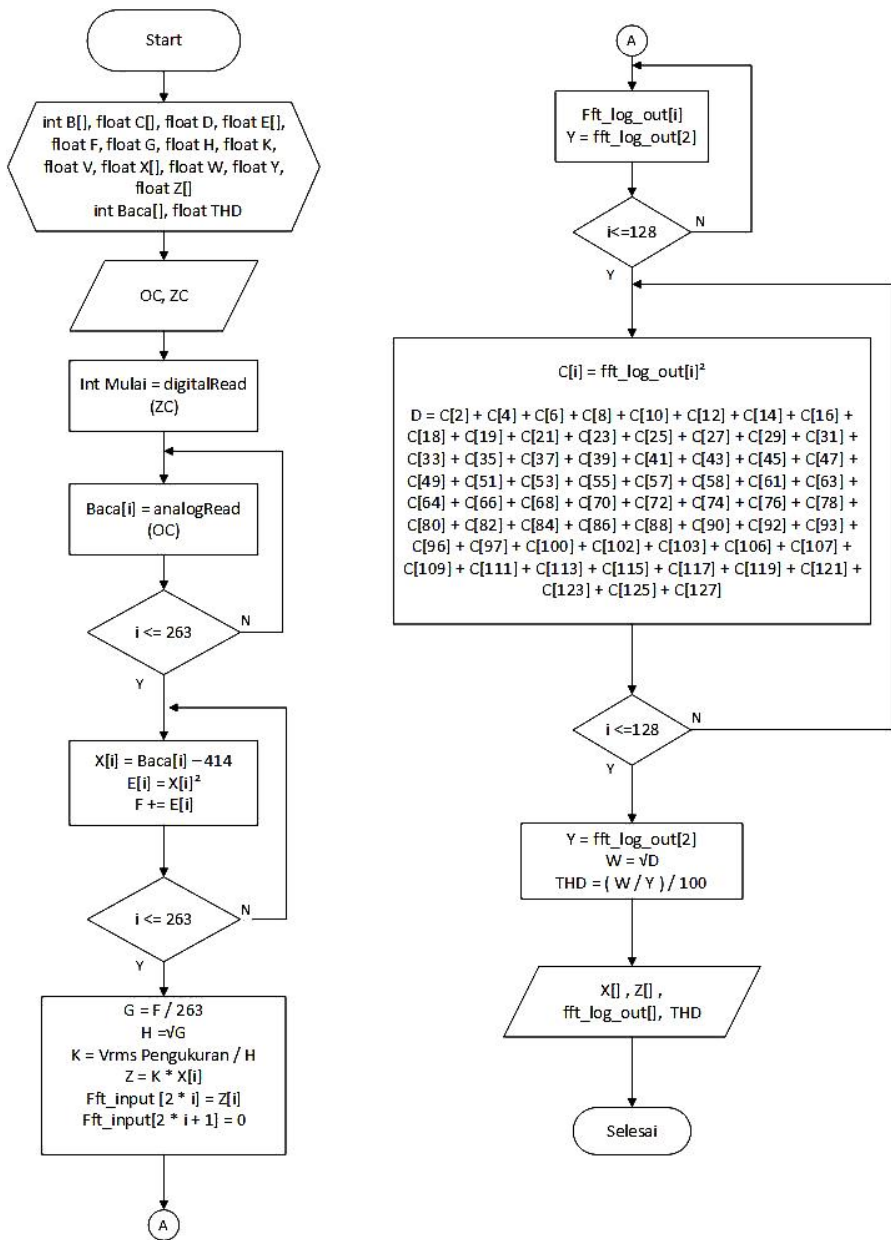 Start
int B[], float C[], float D, float E[],
float F, float G, float H, float K,
float V, float X[], float W, float Y,
float Z[]
int Baca[], float THD
OC, ZC
Int Mulai = digitalRead
(ZC)
Baca[i] = analogRead
(OC)
i <= 263
N
Y
X[i] = Baca[i] – 414
E[i] = X[i]²
F += E[i]
i <= 263
N
Y
G = F / 263
H =√G
K = Vrms Pengukuran / H
Z = K * X[i]
Fft_input [2 * i] = Z[i]
Fft_input[2 * i + 1] = 0
A
A
Fft_log_out[i]
Y = fft_log_out[2]
i<=128
N
Y
C[i] = fft_log_out[i]²
D = C[2] + C[4] + C[6] + C[8] + C[10] + C[12] + C[14] + C[16] +
C[18] + C[19] + C[21] + C[23] + C[25] + C[27] + C[29] + C[31] +
C[33] + C[35] + C[37] + C[39] + C[41] + C[43] + C[45] + C[47] +
C[49] + C[51] + C[53] + C[55] + C[57] + C[58] + C[61] + C[63] +
C[64] + C[66] + C[68] + C[70] + C[72] + C[74] + C[76] + C[78] +
C[80] + C[82] + C[84] + C[86] + C[88] + C[90] + C[92] + C[93] +
C[96] + C[97] + C[100] + C[102] + C[103] + C[106] + C[107] +
C[109] + C[111] + C[113] + C[115] + C[117] + C[119] + C[121] +
C[123] + C[125] + C[127]
i <=128
N
Y
Y = fft_log_out[2]
W = √D
THD = ( W / Y ) / 100
X[] , Z[] ,
fft_log_out[], THD
Selesai